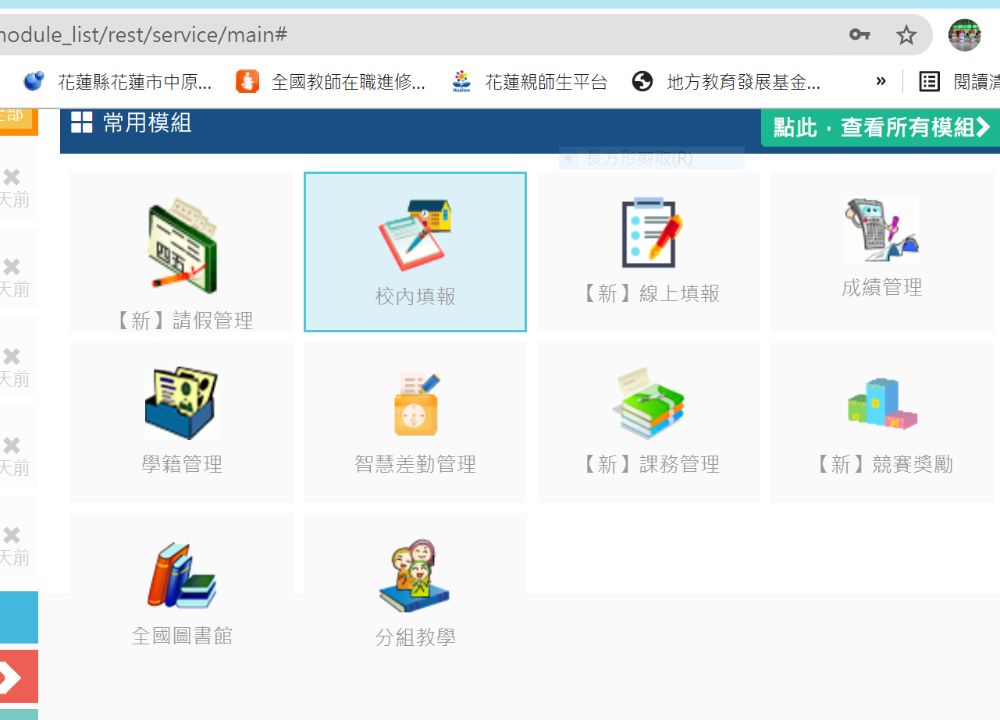 module_list/rest/service/main#
花蓮縣花蓮市中原...
全國教師在職進修...
花蓮親師生平台
地方教育發展基金...
»
閱讀清
全部
常用模組
點此，查看所有模組
長方形剪取(R)
天前
天前
天前
天前
天前
【新】請假管理
校內填報
【新】線上填報
成績管理
學籍管理
智慧差勤管理
【新】課務管理
【新】競賽獎勵
全國圖書館
分組教學